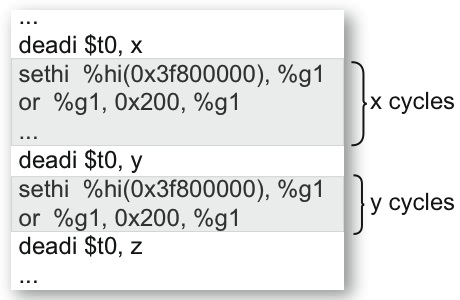 ...
deadi $t0, x
sethi %hi(0x3f800000), %g1
or %g1, 0x200, %g1
...
x cycles
deadi $t0, y
sethi %hi(0x3f800000), %g1
or %g1, 0x200, %g1
y cycles
deadi $t0, z
...